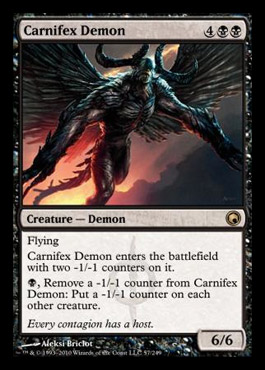 Carnifex Demon 4
Creature — Demon
Flying
Carnifex Demon enters the battlefield
with two -1/-1 counters on it.
, Remove a -1/-1 counter from Carnifex
Demon: Put a -1/-1 counter on each
other creature.
Every contagion has a host.
Aleksi Briclot
™ & © 1993–2010 Wizards of the Coast LLC 57/249
6/6